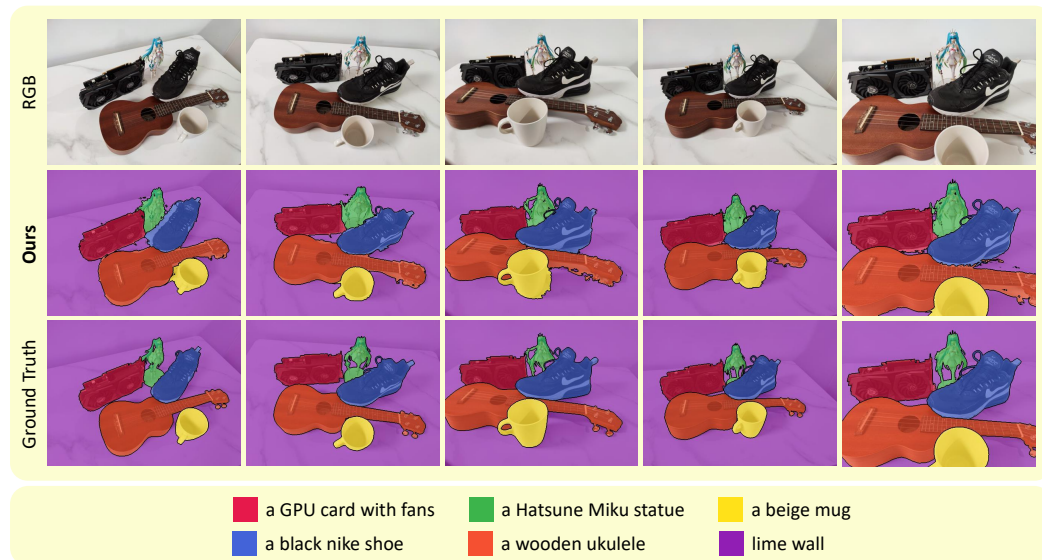 RGB
Ours
Ground Truth
a GPU card with fans
a Hatsune Miku statue
a beige mug
a black nike shoe
a wooden ukulele
lime wall